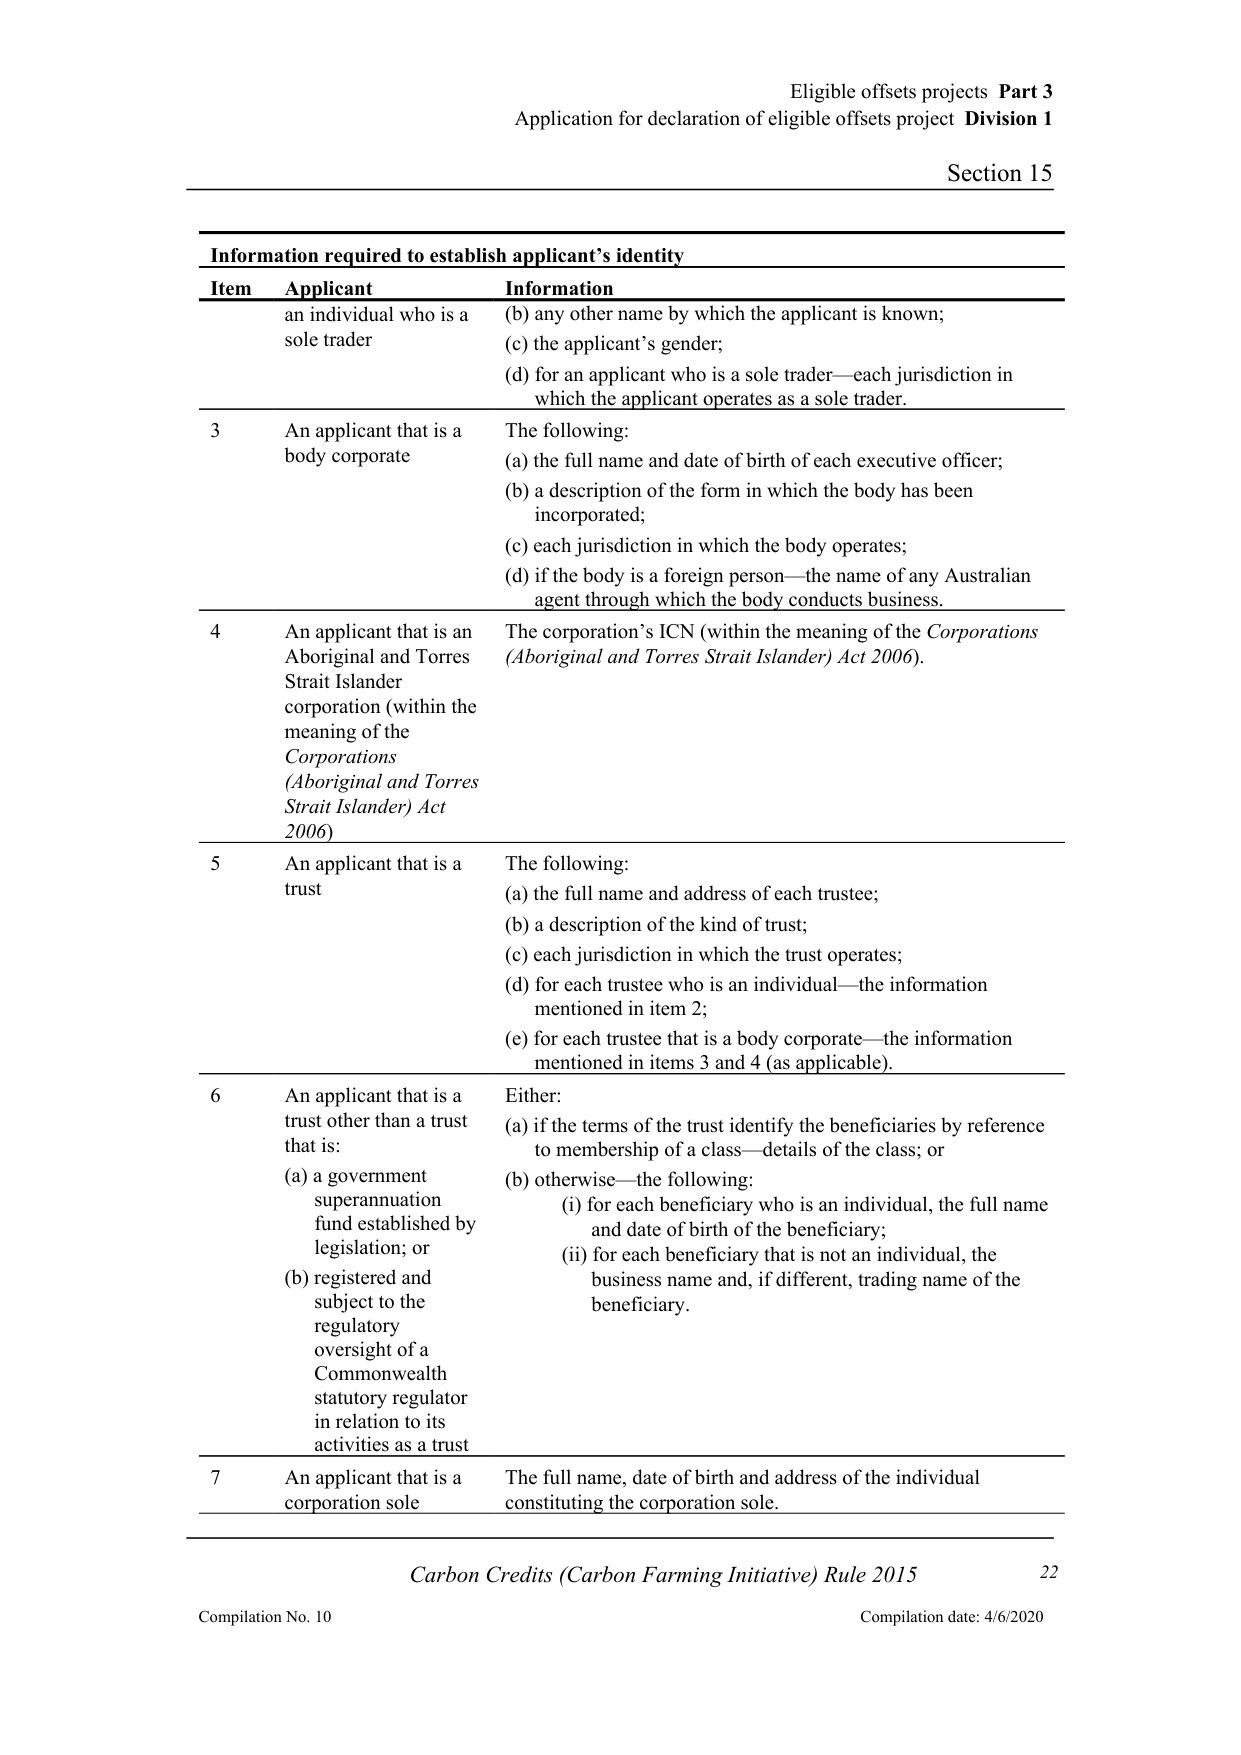 Eligible offsets projects  Part 3
Application for declaration of eligible offsets project  Division 1
Section 15
Information required to establish applicant’s identity
Item Applicant Information
an individual who is a
sole trader
(b) any other name by which the applicant is known;
(c) the applicant’s gender;
(d) for an applicant who is a sole trader—each jurisdiction in
which the applicant operates as a sole trader.
3
An applicant that is a
body corporate
The following:
(a) the full name and date of birth of each executive officer;
(b) a description of the form in which the body has been
incorporated;
(c) each jurisdiction in which the body operates;
(d) if the body is a foreign person—the name of any Australian
agent through which the body conducts business.
4
An applicant that is an
Aboriginal and Torres
Strait Islander
corporation (within the
meaning of the
Corporations
(Aboriginal and Torres
Strait Islander) Act
2006)
The corporation’s ICN (within the meaning of the Corporations
(Aboriginal and Torres Strait Islander) Act 2006).
5
An applicant that is a
trust
The following:
(a) the full name and address of each trustee;
(b) a description of the kind of trust;
(c) each jurisdiction in which the trust operates;
(d) for each trustee who is an individual—the information
mentioned in item 2;
(e) for each trustee that is a body corporate—the information
mentioned in items 3 and 4 (as applicable).
6
An applicant that is a
trust other than a trust
that is:
(a) a government
superannuation
fund established by
legislation; or
(b) registered and
subject to the
regulatory
oversight of a
Commonwealth
statutory regulator
in relation to its
activities as a trust
Either:
(a) if the terms of the trust identify the beneficiaries by reference
to membership of a class—details of the class; or
(b) otherwise—the following:
(i) for each beneficiary who is an individual, the full name
and date of birth of the beneficiary;
(ii) for each beneficiary that is not an individual, the
business name and, if different, trading name of the
beneficiary.
7
An applicant that is a
corporation sole
The full name, date of birth and address of the individual
constituting the corporation sole.
Carbon Credits (Carbon Farming Initiative) Rule 2015 22
Compilation No. 10 Compilation date: 4/6/2020